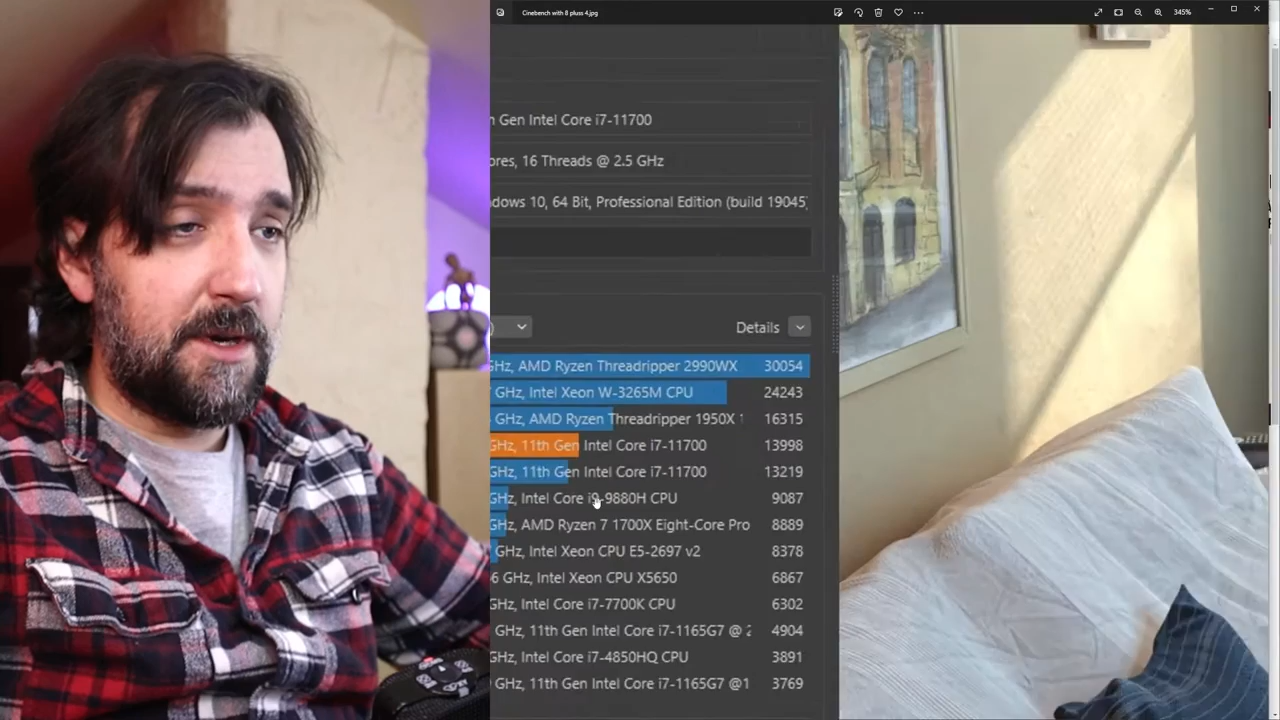 Cinebench with 8 pluss 4.jpg
345%
Gen Intel Core i7-11700
ores, 16 Threads @ 2.5 GHz
dows 10, 64 Bit, Professional Edition (build 19045)
Details
GHz, AMD Ryzen Threadripper 2990WX 30054
GHz, Intel Xeon W-3265M CPU 24243
GHz, AMD Ryzen Threadripper 1950X 1 16315
GHz, 11th Gen Intel Core i7-11700 13998
GHz, 11th Gen Intel Core i7-11700 13219
GHz, Intel Core i9-9880H CPU 9087
GHz, AMD Ryzen 7 1700X Eight-Core Pro 8889
GHz, Intel Xeon CPU E5-2697 v2 8378
6 GHz, Intel Xeon CPU X5650 6867
GHz, Intel Core i7-7700K CPU 6302
GHz, 11th Gen Intel Core i7-1165G7 @ 2 4904
GHz, Intel Core i7-4850HQ CPU 3891
GHz, 11th Gen Intel Core i7-1165G7 @1 3769